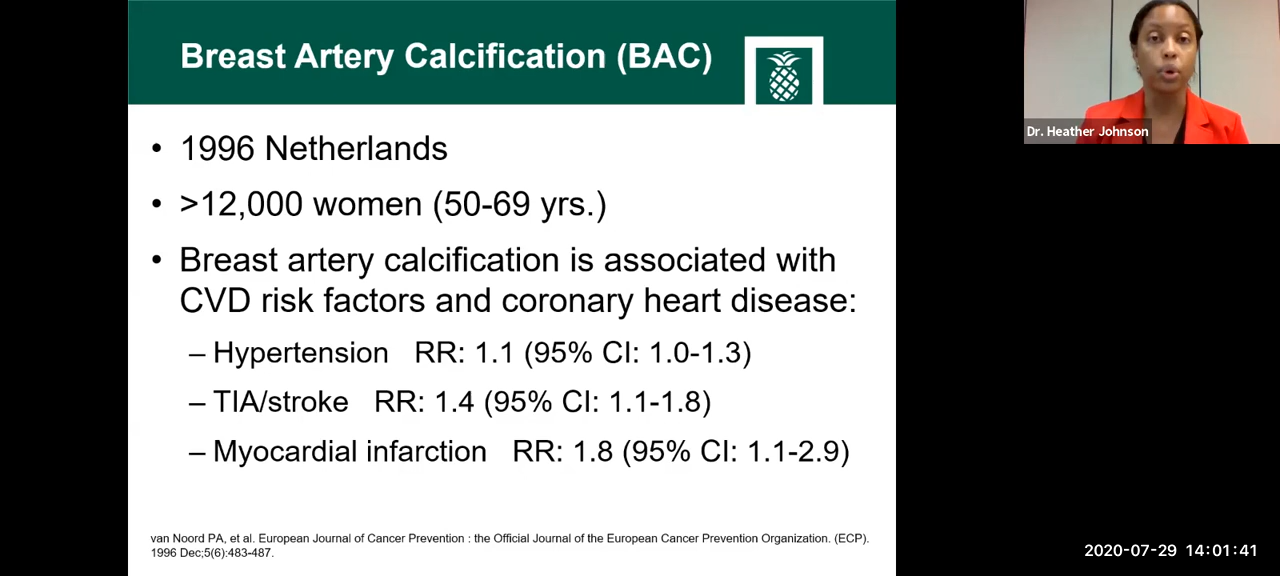 Breast Artery Calcification (BAC)
• 1996 Netherlands
• >12,000 women (50-69 yrs.)
• Breast artery calcification is associated with
CVD risk factors and coronary heart disease:
– Hypertension RR: 1.1 (95% CI: 1.0-1.3)
– TIA/stroke RR: 1.4 (95% CI: 1.1-1.8)
– Myocardial infarction RR: 1.8 (95% CI: 1.1-2.9)
van Noord PA, et al. European Journal of Cancer Prevention : the Official Journal of the European Cancer Prevention Organization. (ECP).
1996 Dec;5(6):483-487.
Dr. Heather Johnson
2020-07-29 14:01:41